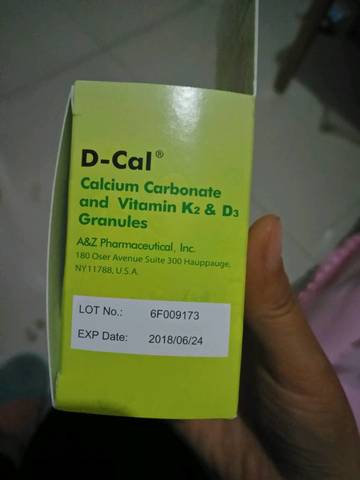 D-Cal®
Calcium Carbonate
and Vitamin K2 & D3
Granules
A&Z Pharmaceutical, Inc.
180 Oser Avenue Suite 300 Hauppauge,
NY11788, U.S.A.
LOT No.: 6F009173
EXP Date: 2018/06/24